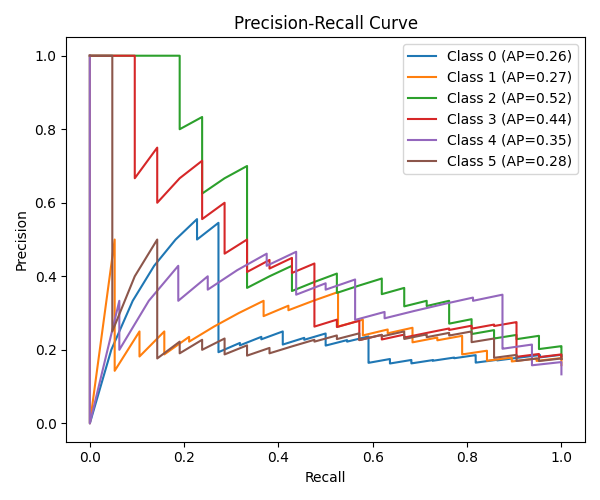 Precision-Recall Curve
Precision
1.0
0.8
0.6
0.4
0.2
0.0
Class 0 (AP=0.26)
Class 1 (AP=0.27)
Class 2 (AP=0.52)
Class 3 (AP=0.44)
Class 4 (AP=0.35)
Class 5 (AP=0.28)
0.0 0.2 0.4 0.6 0.8 1.0
Recall